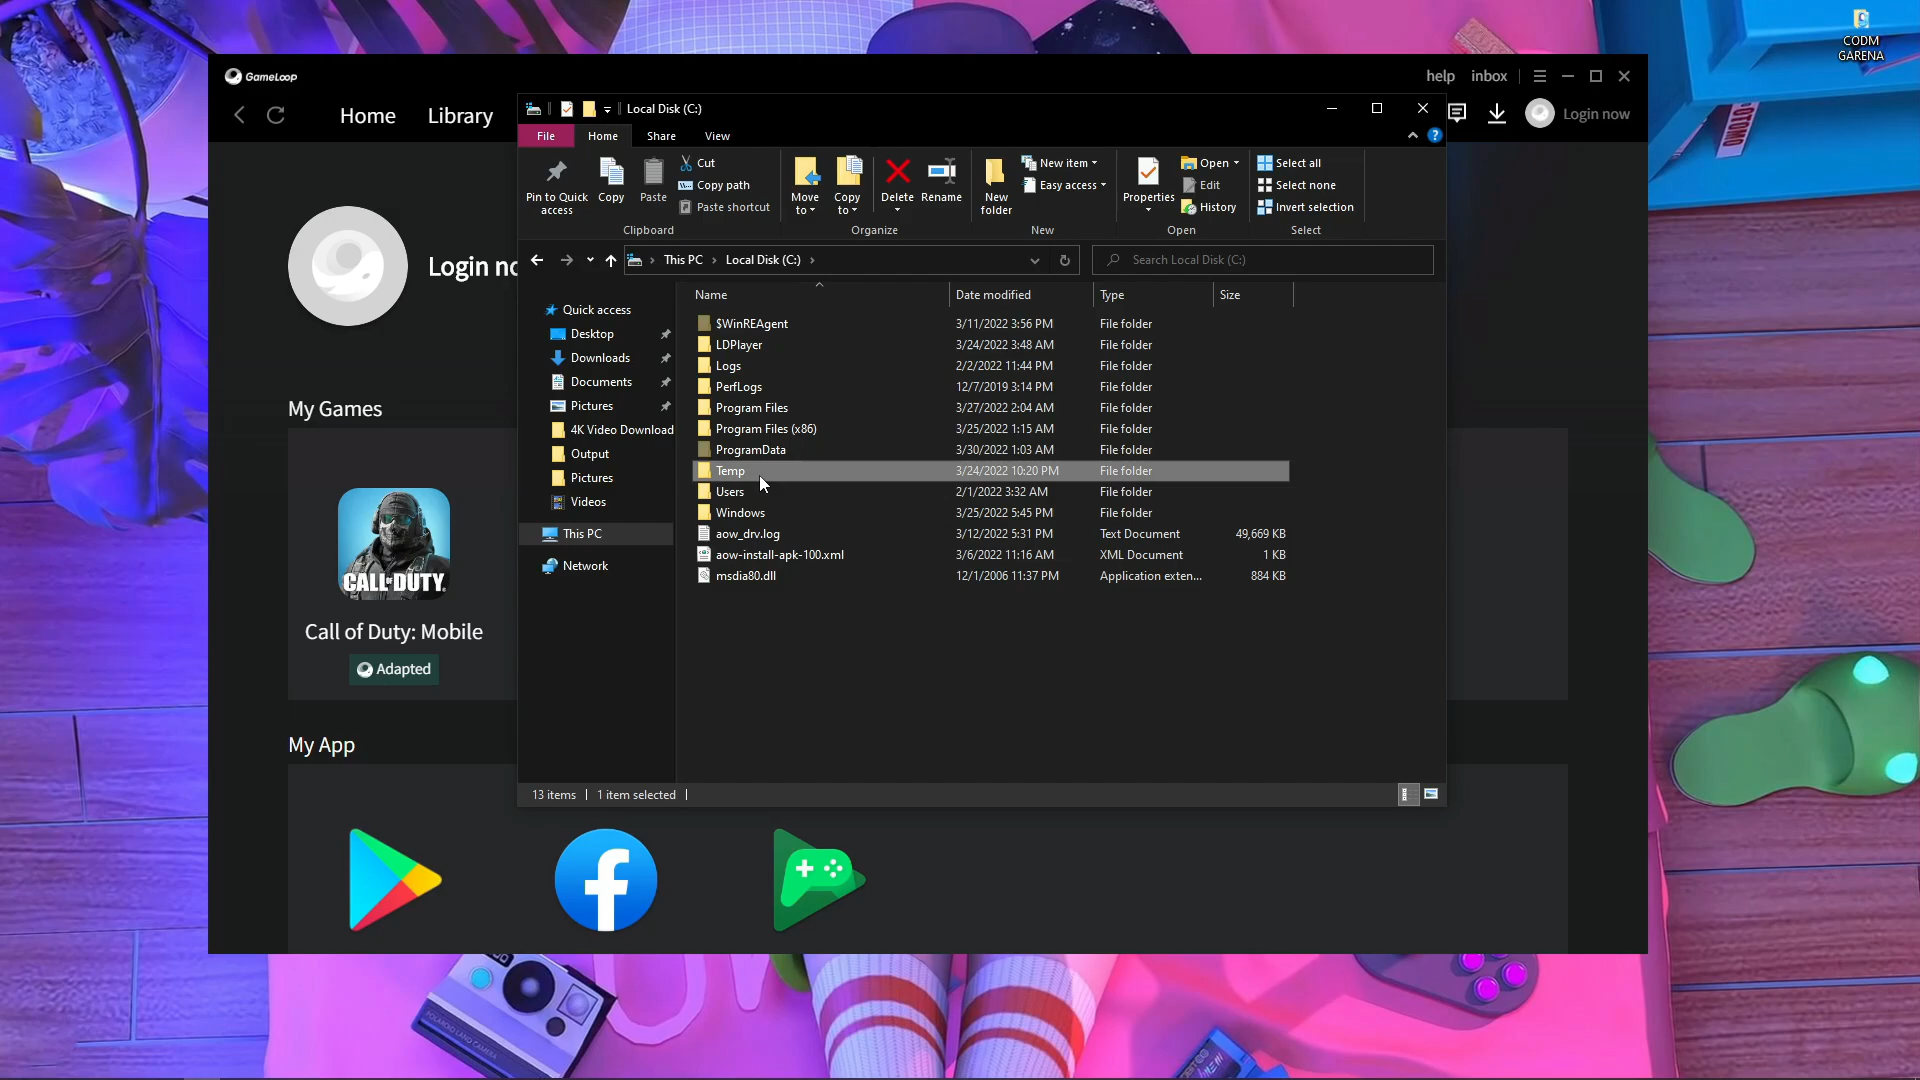 CODM
GARENA
GameLoop
help
inbox
Home
Library
Login now
Login no
My Games
CALL OF DUTY
Call of Duty: Mobile
Adapted
My App
Local Disk (C:)
File
Home
Share
View
Pin to Quick
access
Copy
Paste
Cut
Copy path
Paste shortcut
Clipboard
Move
to
Copy
to
Delete
Rename
Organize
New
folder
New item
Easy access
New
Properties
Open
Edit
History
Open
Select all
Select none
Invert selection
Select
This PC
Local Disk (C:)
Search Local Disk (C:)
Quick access
Desktop
Downloads
Documents
Pictures
4K Video Download
Output
Pictures
Videos
This PC
Network
Name Date modified Type Size
$WinREAgent 3/11/2022 3:56 PM File folder
LDPlayer 3/24/2022 3:48 AM File folder
Logs 2/2/2022 11:44 PM File folder
PerfLogs 12/7/2019 3:14 PM File folder
Program Files 3/27/2022 2:04 AM File folder
Program Files (x86) 3/25/2022 1:15 AM File folder
ProgramData 3/30/2022 1:03 AM File folder
Temp 3/24/2022 10:20 PM File folder
Users 2/1/2022 3:32 AM File folder
Windows 3/25/2022 5:45 PM File folder
aow_drv.log 3/12/2022 5:31 PM Text Document 49,669 KB
aow-install-apk-100.xml 3/6/2022 11:16 AM XML Document 1 KB
msdia80.dll 12/1/2006 11:37 PM Application exten... 884 KB
13 items
1 item selected
POLAROID LAND CAMERA